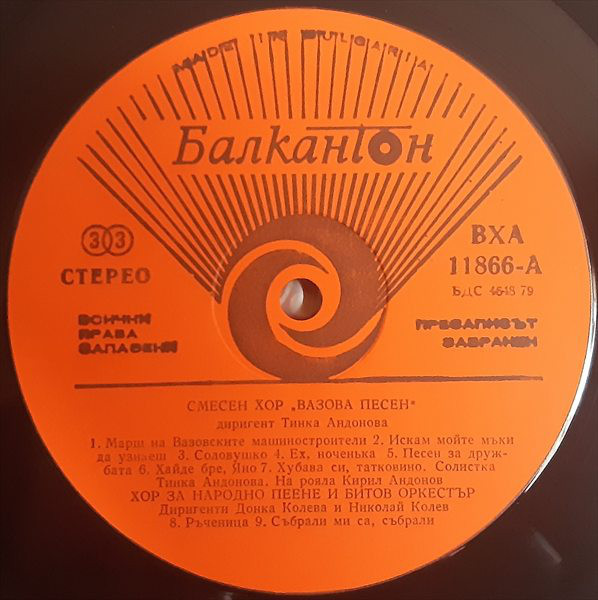 MADE IN BULGARIA
Балкантон
33
СТЕРЕО
ВХА
11866-А
БДС 4648 79
ВСИЧКИ
ПРАВА
ЗАПАЗЕНИ
ПРЕЗАПИСЪТ
ЗАБРАНЕН
СМЕСЕН ХОР „ВАЗОВА ПЕСЕН"
диригент Тинка Андонова
1. Марш на Вазовските машиностроители 2. Искам мойте мъки
да узнаеш 3. Соловушко 4. Ех, ноченька 5. Песен за друж-
бата 6. Хайде бре, Яно 7. Хубава си, татковино. Солистка
Тинка Андонова. На рояла Кирил Андонов
ХОР ЗА НАРОДНО ПЕЕНЕ И БИТОВ ОРКЕСТЪР
Диригенти Донка Колева и Николай Колев
8. Ръченица 9. Събрали ми са, събрали